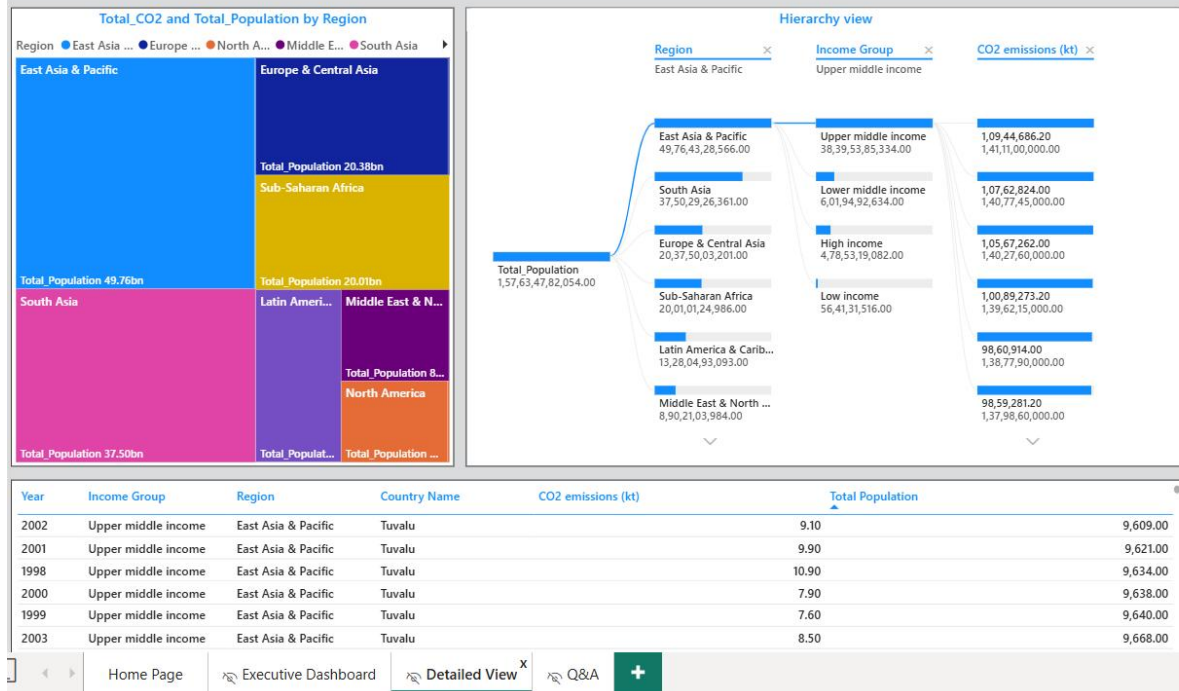 Total_CO2 and Total_Population by Region
Region East Asia ... Europe ... North A... Middle E... South Asia
East Asia & Pacific
Total_Population 49.76bn
Europe & Central Asia
Total_Population 20.38bn
Sub-Saharan Africa
Total_Population 20.01bn
South Asia
Total_Population 37.50bn
Latin Ameri...
Total_Populat...
Middle East & N...
Total_Population 8...
North America
Total_Population ...
Hierarchy view
Region × Income Group × CO2 emissions (kt) ×
East Asia & Pacific Upper middle income
Total_Population
1,57,63,47,82,054.00
East Asia & Pacific
49,76,43,28,566.00
South Asia
37,50,29,26,361.00
Europe & Central Asia
20,37,50,03,201.00
Sub-Saharan Africa
20,01,01,24,986.00
Latin America & Carib...
13,28,04,93,093.00
Middle East & North ...
8,90,21,03,984.00
Upper middle income
38,39,53,85,334.00
Lower middle income
6,01,94,92,634.00
High income
4,78,53,19,082.00
Low income
56,41,31,516.00
1,09,44,686.20
1,41,11,00,000.00
1,07,62,824.00
1,40,77,45,000.00
1,05,67,262.00
1,40,27,60,000.00
1,00,89,273.20
1,39,62,15,000.00
98,60,914.00
1,38,77,90,000.00
98,59,281.20
1,37,98,60,000.00
Year Income Group Region Country Name CO2 emissions (kt) Total Population
2002 Upper middle income East Asia & Pacific Tuvalu 9.10 9,609.00
2001 Upper middle income East Asia & Pacific Tuvalu 9.90 9,621.00
1998 Upper middle income East Asia & Pacific Tuvalu 10.90 9,634.00
2000 Upper middle income East Asia & Pacific Tuvalu 7.90 9,638.00
1999 Upper middle income East Asia & Pacific Tuvalu 7.60 9,640.00
2003 Upper middle income East Asia & Pacific Tuvalu 8.50 9,668.00
Home Page Executive Dashboard Detailed View x Q&A +